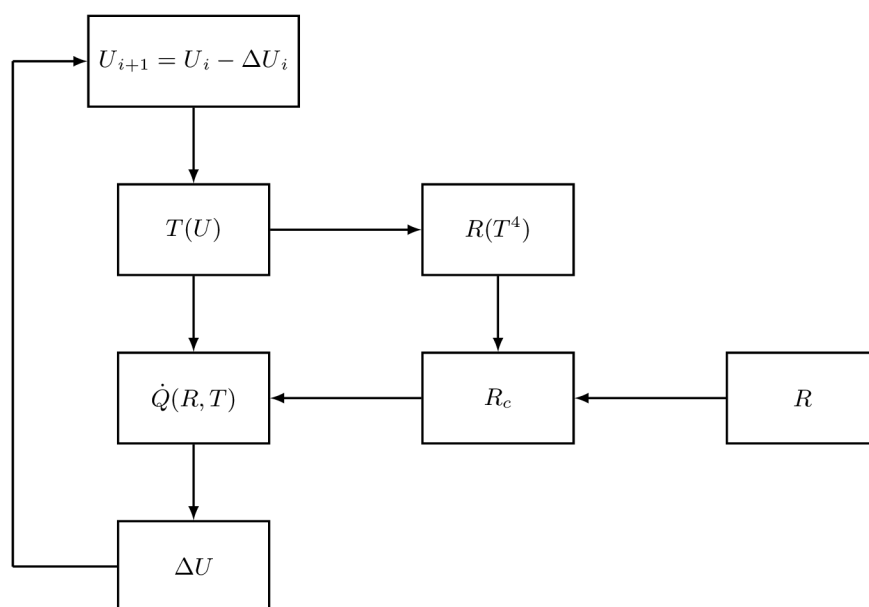 U_{i+1} = U_i − ΔU_i
T(U)
R(T^4)
Q̇(R, T)
R_c
R
ΔU